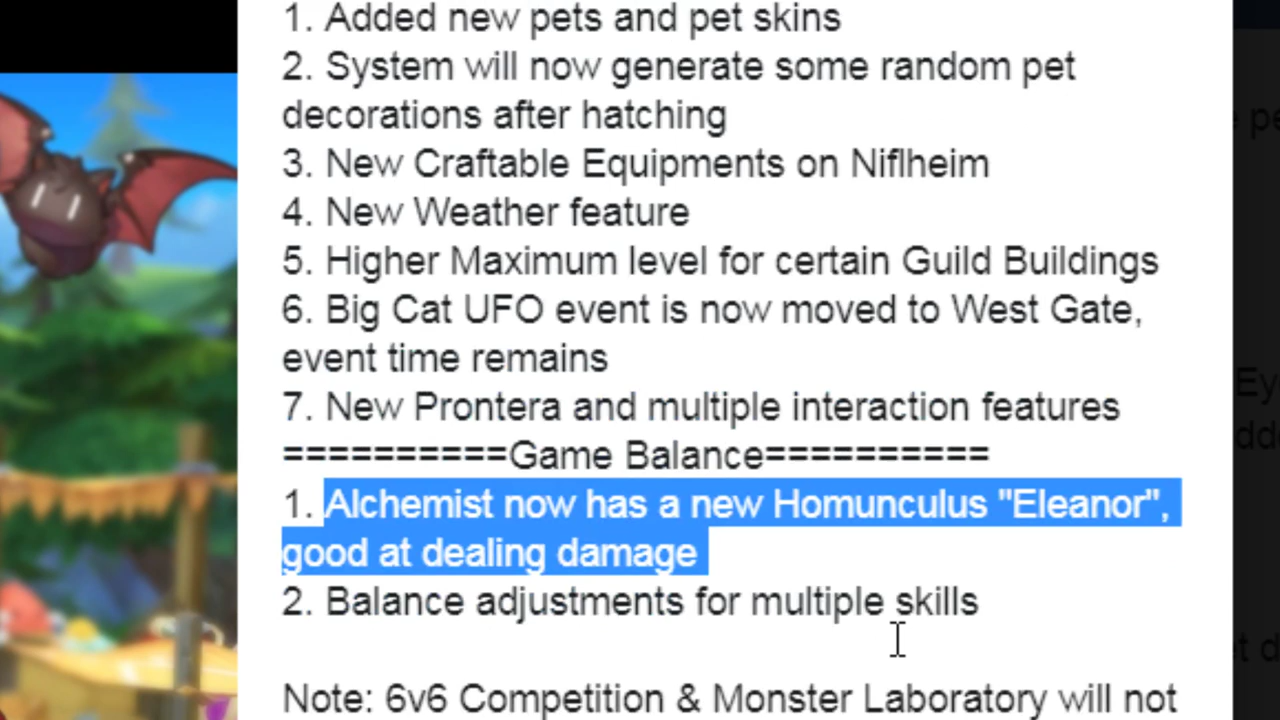 1. Added new pets and pet skins
2. System will now generate some random pet
decorations after hatching
3. New Craftable Equipments on Niflheim
4. New Weather feature
5. Higher Maximum level for certain Guild Buildings
6. Big Cat UFO event is now moved to West Gate,
event time remains
7. New Prontera and multiple interaction features
==========Game Balance==========
1. Alchemist now has a new Homunculus "Eleanor",
good at dealing damage
2. Balance adjustments for multiple skills
Note: 6v6 Competition & Monster Laboratory will not